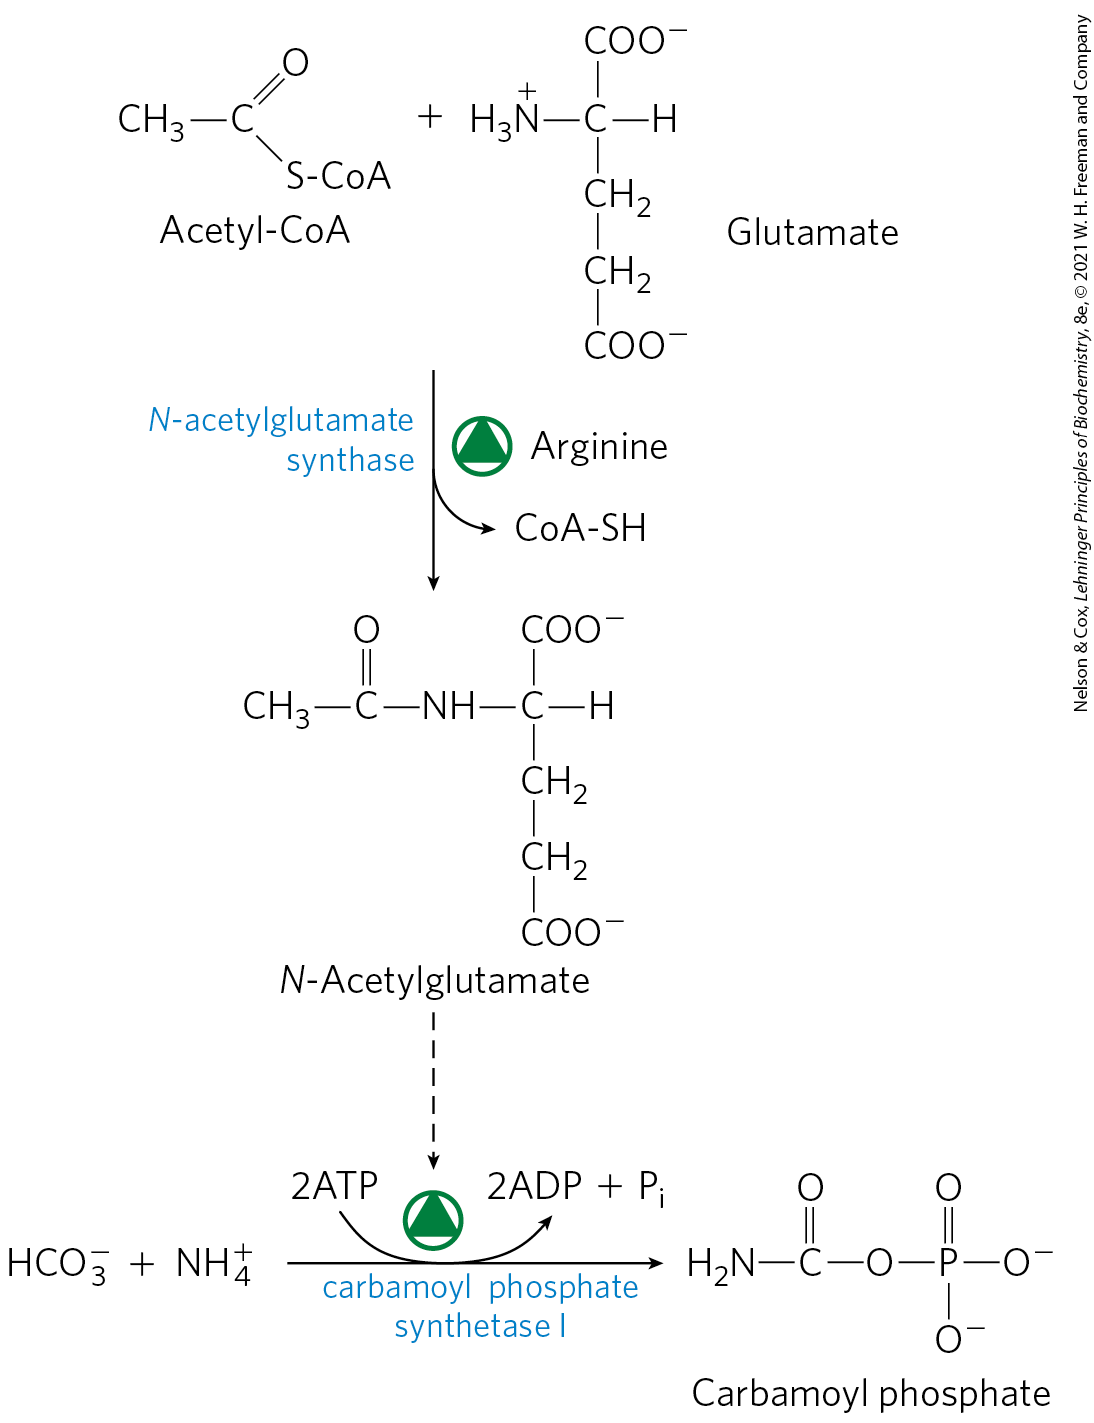 O
CH₃—C
S-CoA
Acetyl-CoA
+
COO⁻
H₃N⁺—C—H
CH₂
CH₂
COO⁻
Glutamate
N-acetylglutamate
synthase
Arginine
CoA-SH
O
COO⁻
CH₃—C—NH—C—H
CH₂
CH₂
COO⁻
N-Acetylglutamate
2ATP
2ADP + Pᵢ
HCO₃⁻ + NH₄⁺
carbamoyl phosphate
synthetase I
O
O
H₂N—C—O—P—O⁻
O⁻
Carbamoyl phosphate
Nelson & Cox, Lehninger Principles of Biochemistry, 8e, © 2021 W. H. Freeman and Company